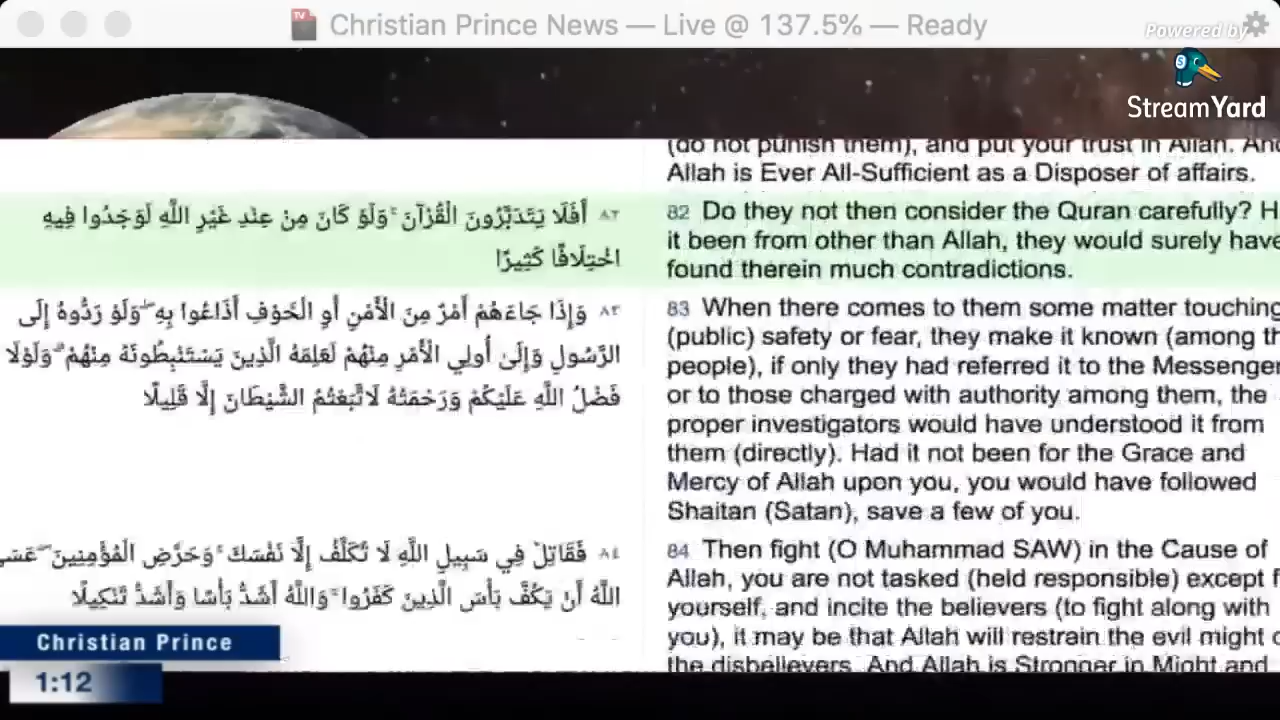 Christian Prince News — Live @ 137.5% — Ready
Powered by
StreamYard
(do not punish them), and put your trust in Allah. And
Allah is Ever All-Sufficient as a Disposer of affairs.
٨٢ أَفَلَا يَتَدَبَّرُونَ الْقُرْآنَ ۚ وَلَوْ كَانَ مِنْ عِنْدِ غَيْرِ اللَّهِ لَوَجَدُوا فِيهِ
اخْتِلَافًا كَثِيرًا
82 Do they not then consider the Quran carefully? H
it been from other than Allah, they would surely have
found therein much contradictions.
٨٣ وَإِذَا جَاءَهُمْ أَمْرٌ مِنَ الْأَمْنِ أَوِ الْخَوْفِ أَذَاعُوا بِهِ ۖ وَلَوْ رَدُّوهُ إِلَى
الرَّسُولِ وَإِلَىٰ أُولِي الْأَمْرِ مِنْهُمْ لَعَلِمَهُ الَّذِينَ يَسْتَنْبِطُونَهُ مِنْهُمْ ۗ وَلَوْلَا
فَضْلُ اللَّهِ عَلَيْكُمْ وَرَحْمَتُهُ لَاتَّبَعْتُمُ الشَّيْطَانَ إِلَّا قَلِيلًا
83 When there comes to them some matter touching
(public) safety or fear, they make it known (among th
people), if only they had referred it to the Messenger
or to those charged with authority among them, the
proper investigators would have understood it from
them (directly). Had it not been for the Grace and
Mercy of Allah upon you, you would have followed
Shaitan (Satan), save a few of you.
٨٤ فَقَاتِلْ فِي سَبِيلِ اللَّهِ لَا تُكَلَّفُ إِلَّا نَفْسَكَ ۚ وَحَرِّضِ الْمُؤْمِنِينَ ۖ عَسَى
اللَّهُ أَنْ يَكُفَّ بَأْسَ الَّذِينَ كَفَرُوا ۚ وَاللَّهُ أَشَدُّ بَأْسًا وَأَشَدُّ تَنْكِيلًا
84 Then fight (O Muhammad SAW) in the Cause of
Allah, you are not tasked (held responsible) except f
yourself, and incite the believers (to fight along with
you), it may be that Allah will restrain the evil might o
the disbelievers. And Allah is Stronger in Might and
Christian Prince
1:12